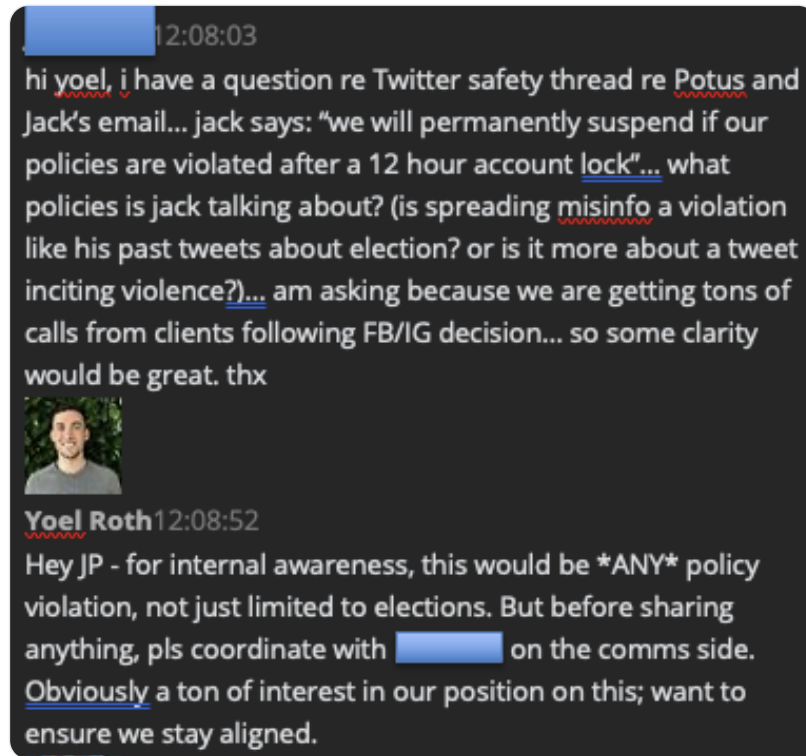 12:08:03
hi yoel, i have a question re Twitter safety thread re Potus and
Jack's email... jack says: “we will permanently suspend if our
policies are violated after a 12 hour account lock”... what
policies is jack talking about? (is spreading misinfo a violation
like his past tweets about election? or is it more about a tweet
inciting violence?)... am asking because we are getting tons of
calls from clients following FB/IG decision... so some clarity
would be great. thx
Yoel Roth12:08:52
Hey JP - for internal awareness, this would be *ANY* policy
violation, not just limited to elections. But before sharing
anything, pls coordinate with on the comms side.
Obviously a ton of interest in our position on this; want to
ensure we stay aligned.